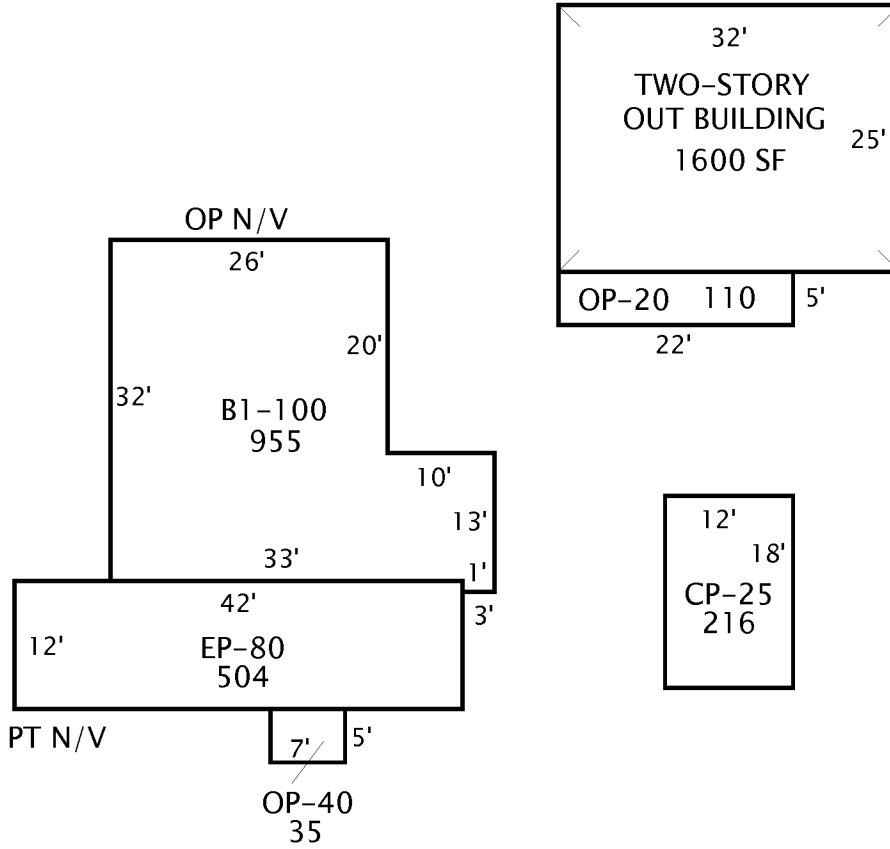 32'
TWO-STORY
OUT BUILDING
1600 SF
25'
OP-20 110
5'
22'
OP N/V
26'
20'
32'
B1-100
955
10'
13'
33'
1'
3'
42'
12'
EP-80
504
PT N/V
7'
5'
OP-40
35
12'
18'
CP-25
216